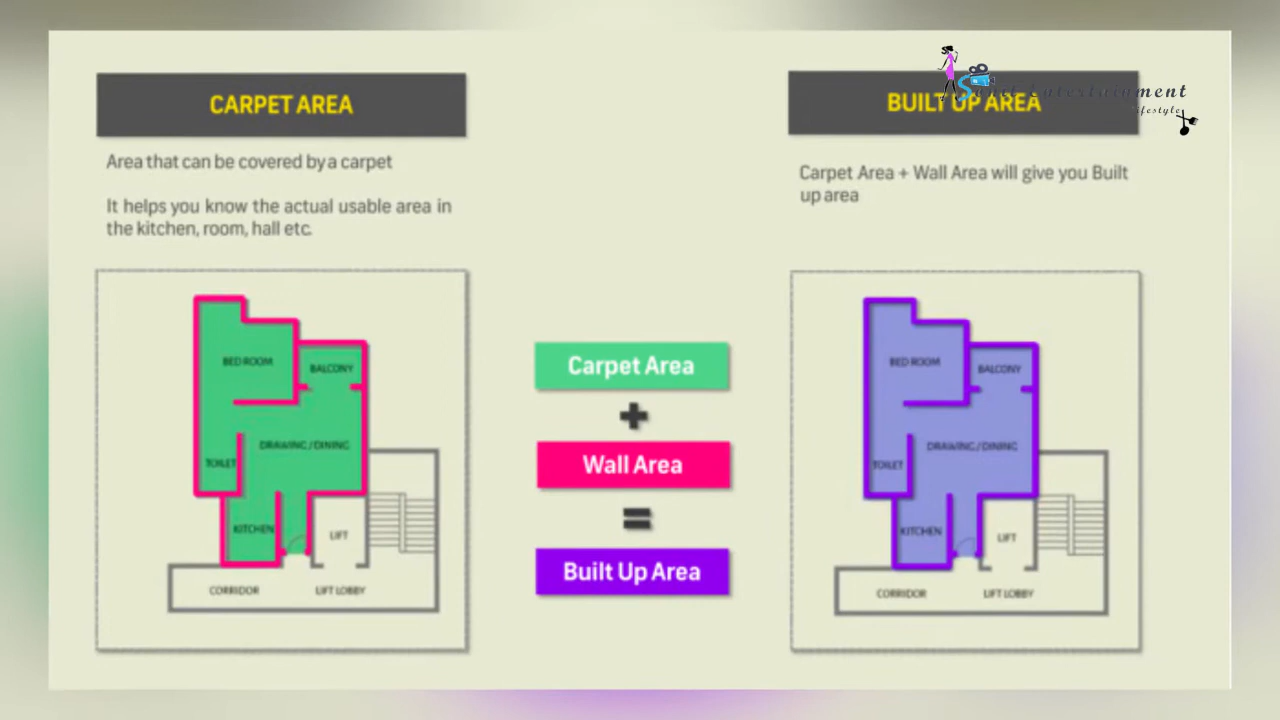 CARPET AREA
Area that can be covered by a carpet
It helps you know the actual usable area in
the kitchen, room, hall etc.
BED ROOM
BALCONY
DRAWING / DINING
TOILET
KITCHEN
LIFT
CORRIDOR
LIFT LOBBY
Carpet Area
+
Wall Area
=
Built Up Area
BUILT UP AREA
Entertainment
lifestyle
Carpet Area + Wall Area will give you Built
up area
BED ROOM
BALCONY
DRAWING / DINING
TOILET
KITCHEN
LIFT
CORRIDOR
LIFT LOBBY